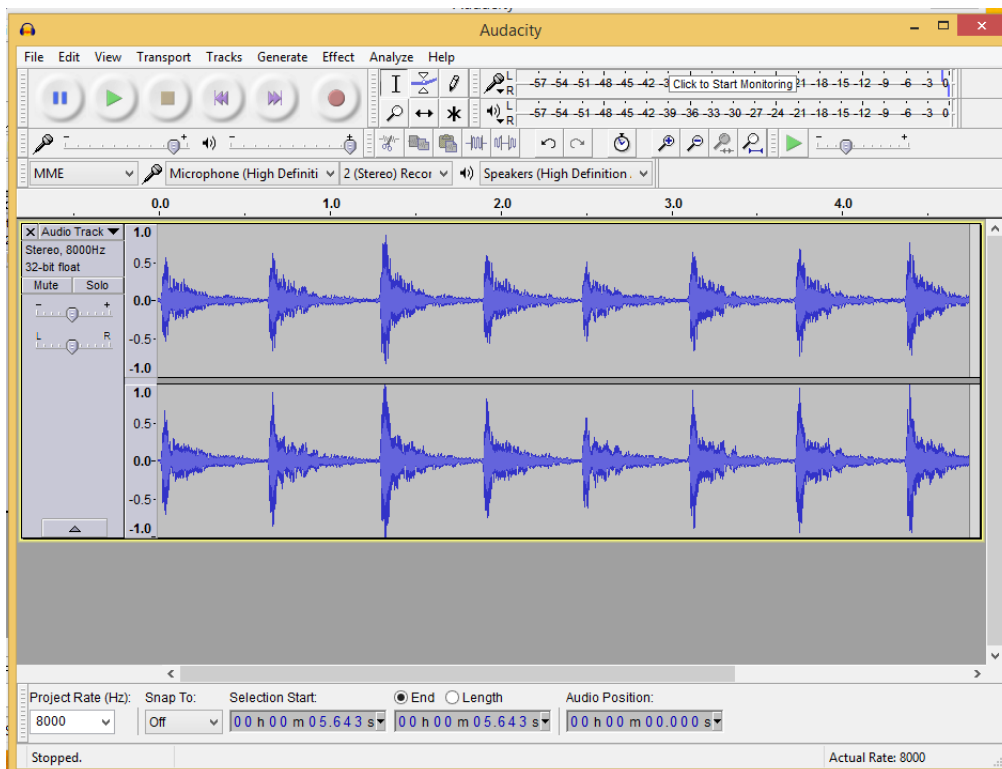 Audacity
File Edit View Transport Tracks Generate Effect Analyze Help
L
R
-57 -54 -51 -48 -45 -42 -3 Click to Start Monitoring 21 -18 -15 -12 -9 -6 -3 0
L
R
-57 -54 -51 -48 -45 -42 -39 -36 -33 -30 -27 -24 -21 -18 -15 -12 -9 -6 -3 0
- + - + - +
MME Microphone (High Definiti 2 (Stereo) Recor Speakers (High Definition .
0.0 1.0 2.0 3.0 4.0
X Audio Track 1.0
Stereo, 8000Hz
32-bit float 0.5-
Mute Solo
- + 0.0-
L R -0.5-
-1.0
1.0
0.5-
0.0-
-0.5-
-1.0
Project Rate (Hz): Snap To: Selection Start: End Length Audio Position:
8000 Off 00 h 00 m 05.643 s 00 h 00 m 05.643 s 00 h 00 m 00.000 s
Stopped. Actual Rate: 8000